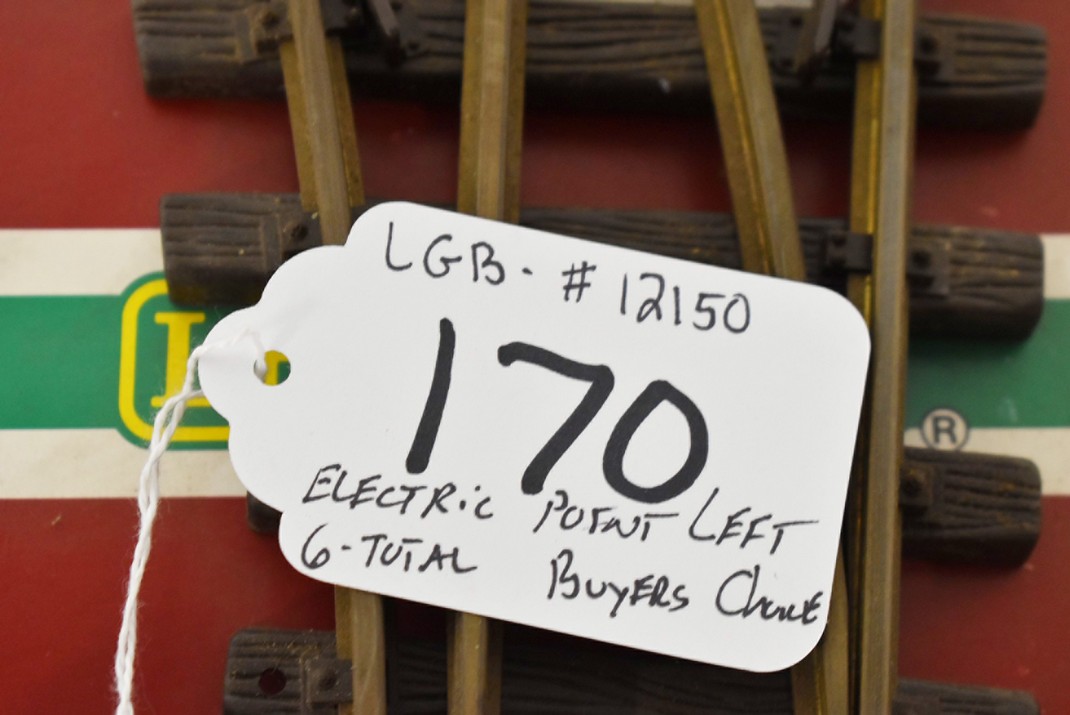 LGB - # 12150
170
ELECTRIC POINT LEFT
6-TOTAL BUYERS Choice
®